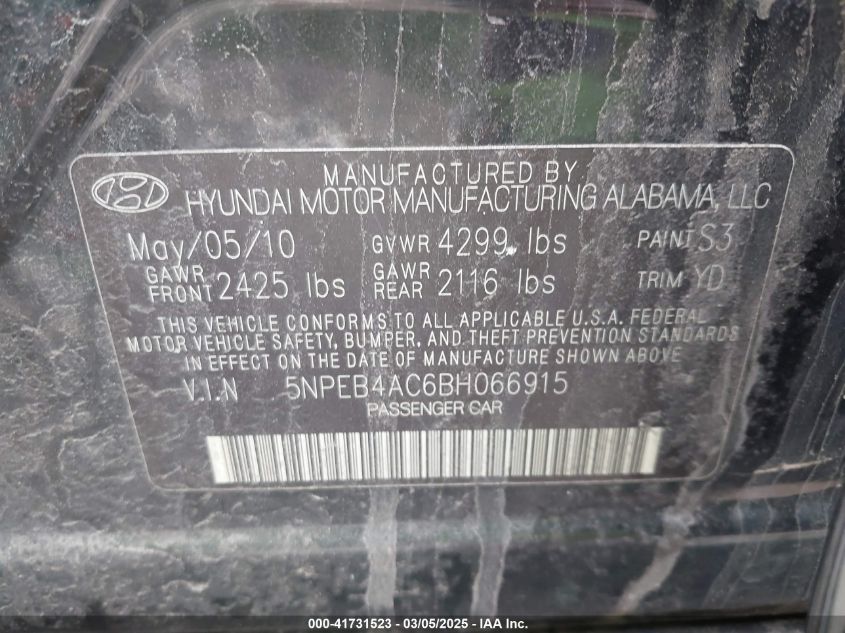 MANUFACTURED BY
HYUNDAI MOTOR MANUFACTURING ALABAMA, LLC
May/05/10 GVWR 4299 lbs PAINT S3
GAWR FRONT 2425 lbs GAWR REAR 2116 lbs TRIM YD
THIS VEHICLE CONFORMS TO ALL APPLICABLE U.S.A. FEDERAL
MOTOR VEHICLE SAFETY, BUMPER, AND THEFT PREVENTION STANDARDS
IN EFFECT ON THE DATE OF MANUFACTURE SHOWN ABOVE
V.I.N 5NPEB4AC6BH066915
PASSENGER CAR
000-41731523 - 03/05/2025 - IAA Inc.